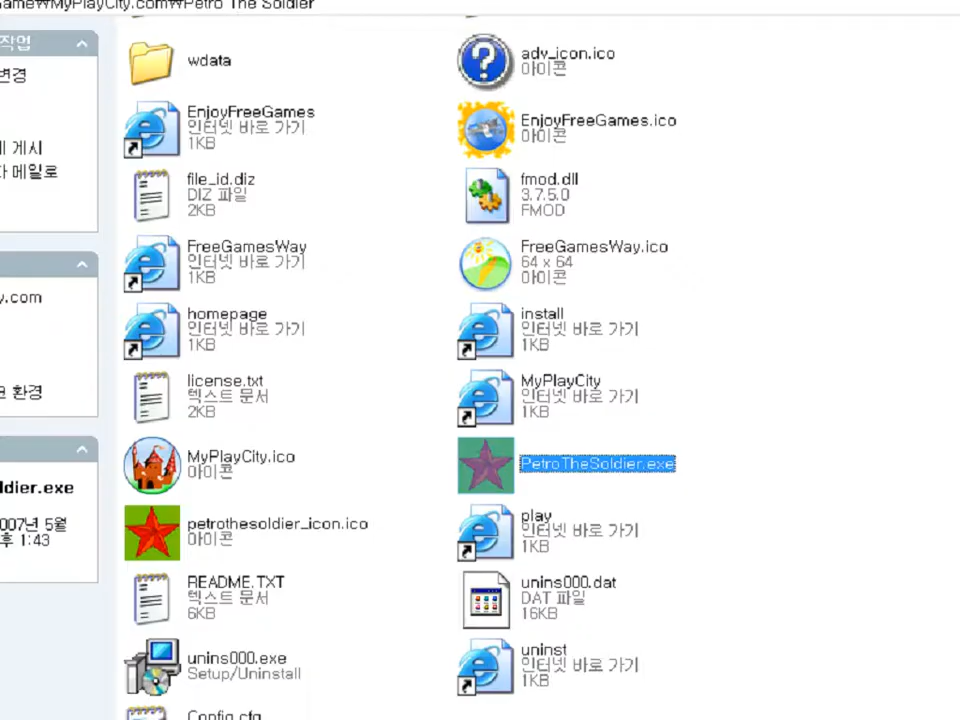 ame₩MyPlayCity.com₩Petro The Soldier
작업
변경
게 게시
메일로
y.com
환경
dier.exe
007년 5월
후 1:43
wdata
adv_icon.ico
아이콘
EnjoyFreeGames
인터넷 바로 가기
1KB
EnjoyFreeGames.ico
아이콘
file_id.diz
DIZ 파일
2KB
fmod.dll
3.7.5.0
FMOD
FreeGamesWay
인터넷 바로 가기
1KB
FreeGamesWay.ico
64 x 64
아이콘
homepage
인터넷 바로 가기
1KB
install
인터넷 바로 가기
1KB
license.txt
텍스트 문서
2KB
MyPlayCity
인터넷 바로 가기
1KB
MyPlayCity.ico
아이콘
PetroTheSoldier.exe
petrothesoldier_icon.ico
아이콘
play
인터넷 바로 가기
1KB
README.TXT
텍스트 문서
6KB
unins000.dat
DAT 파일
16KB
unins000.exe
Setup/Uninstall
uninst
인터넷 바로 가기
1KB
Config.cfg